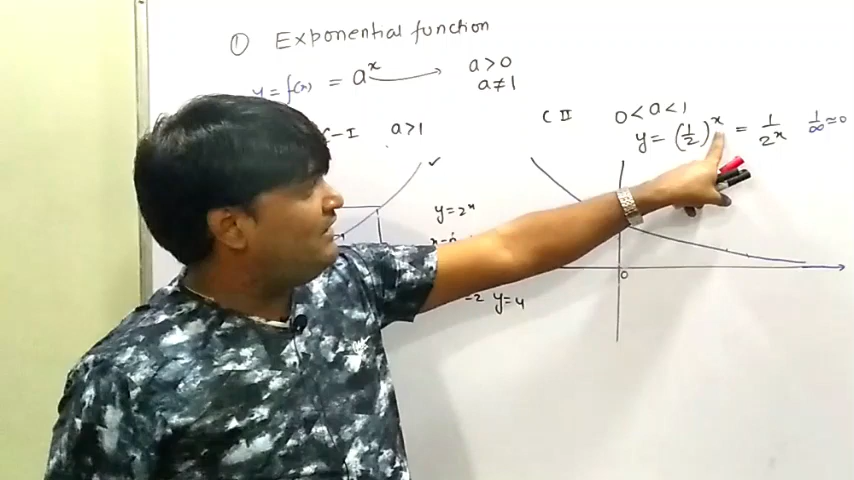 ① Exponential function
y = f(x) = aˣ → a > 0
a ≠ 1
C-I a > 1
✓
y = 2ˣ
y = 4
C II 0 < a < 1
y = (1/2)ˣ = 1/2ˣ 1/∞ ≃ 0
0